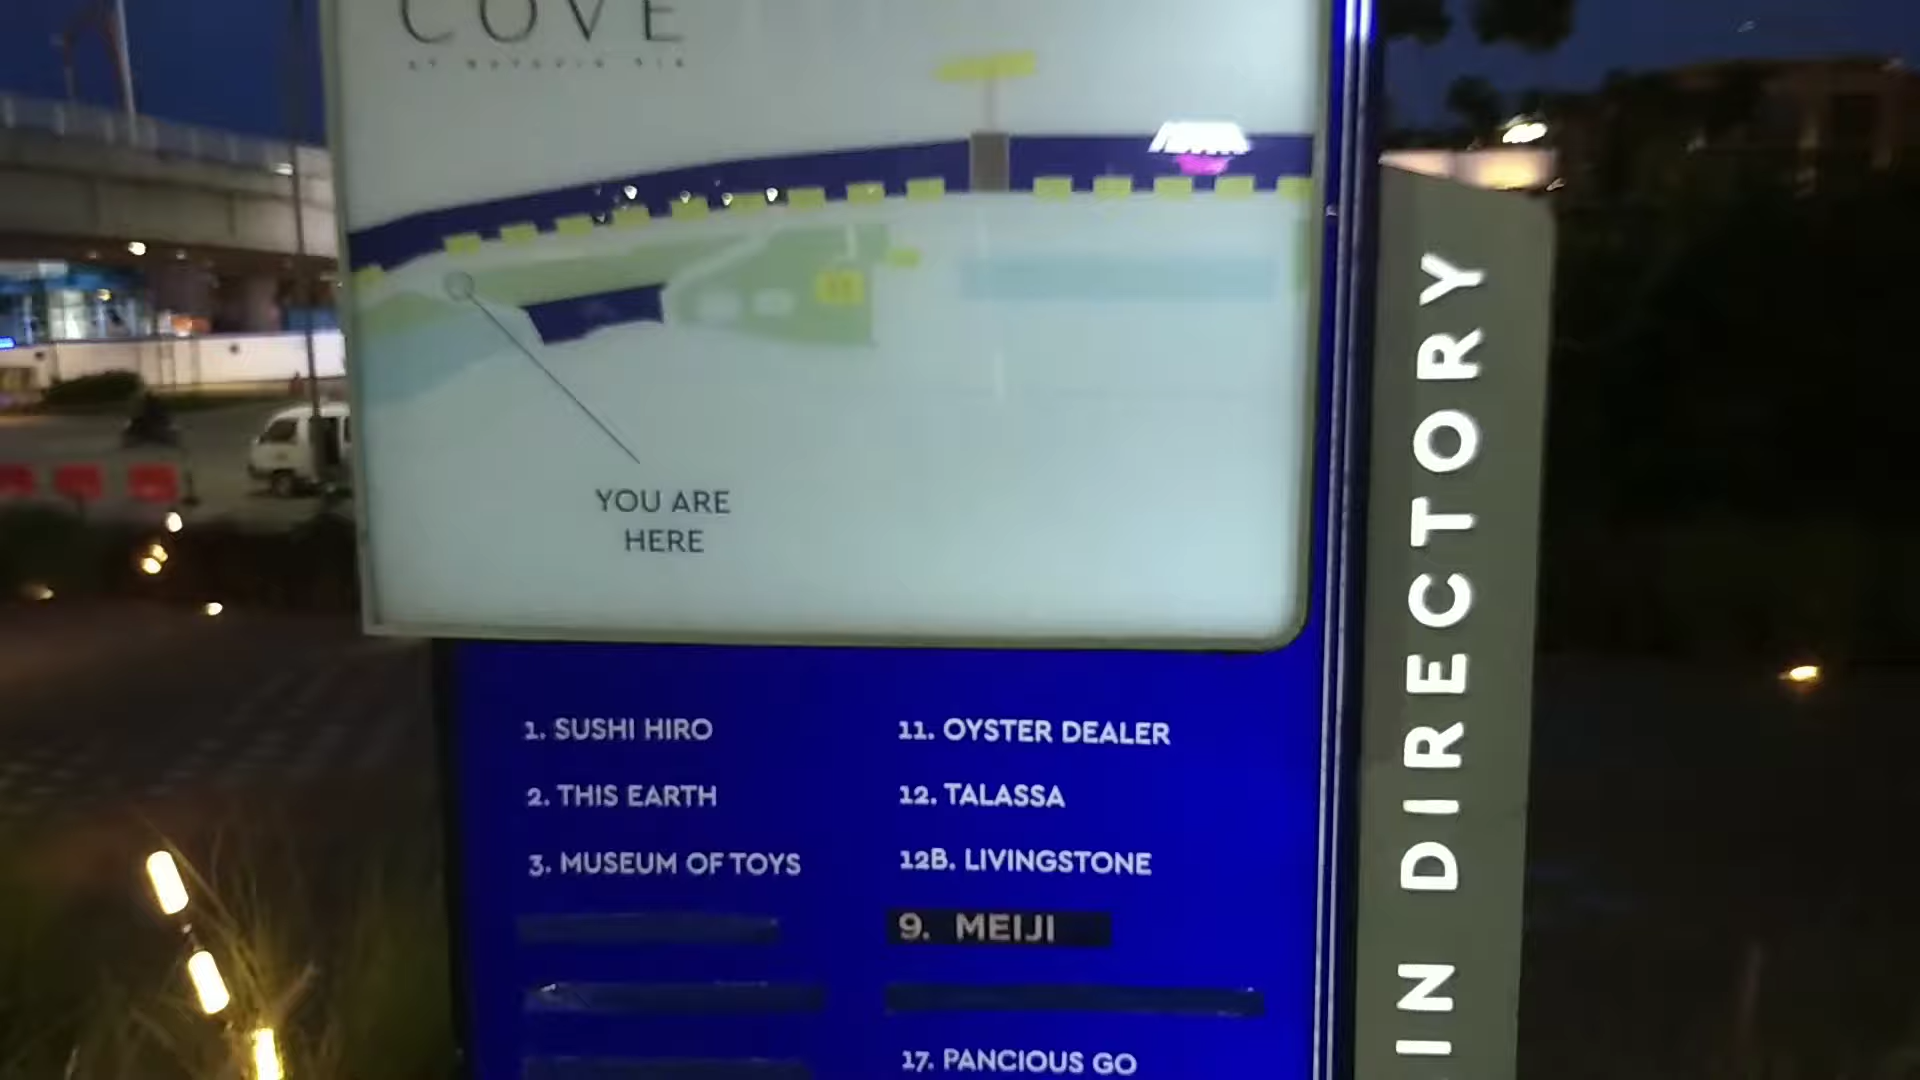 COVE
YOU ARE
HERE
1. SUSHI HIRO
2. THIS EARTH
3. MUSEUM OF TOYS
11. OYSTER DEALER
12. TALASSA
12B. LIVINGSTONE
9. MEIJI
17. PANCIOUS GO
IN DIRECTORY